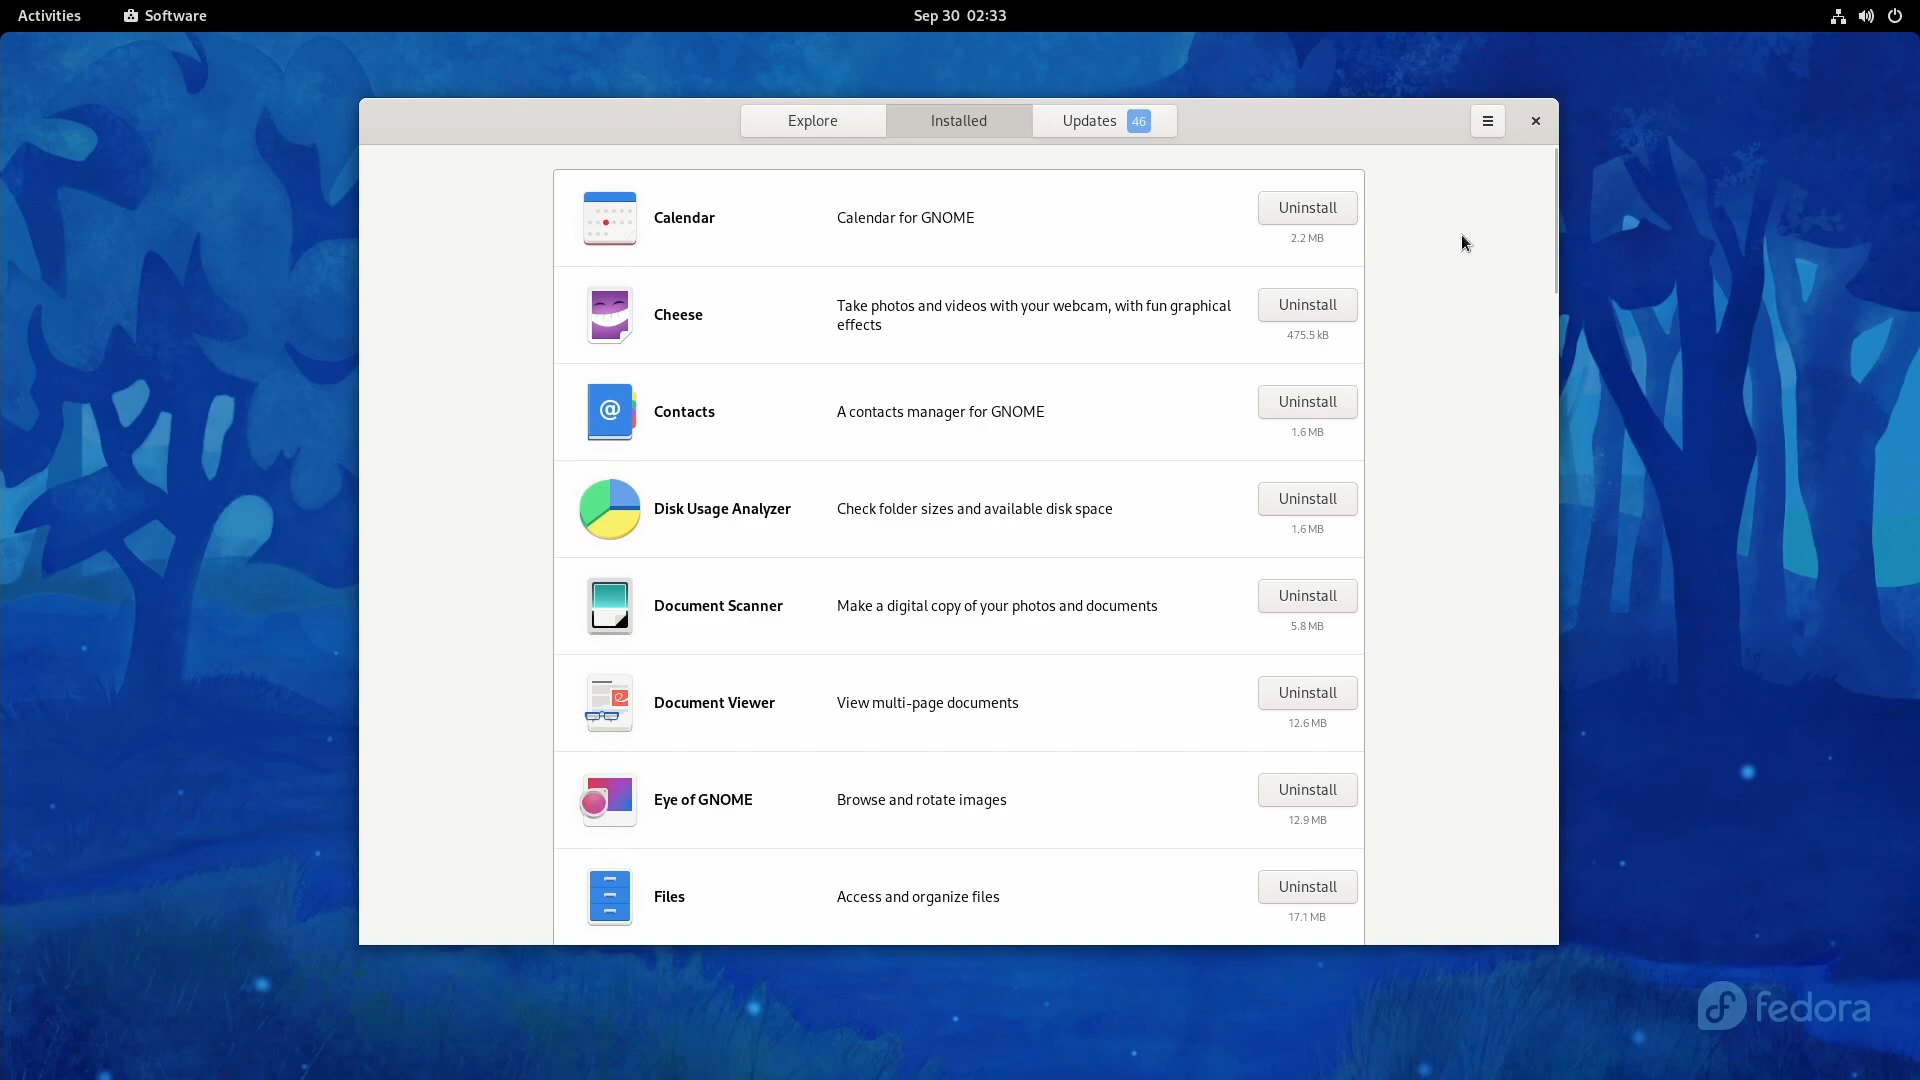 Activities Software Sep 30 02:33
Explore Installed Updates 46
Calendar Calendar for GNOME Uninstall
2.2 MB
Cheese Take photos and videos with your webcam, with fun graphical effects Uninstall
475.5 kB
Contacts A contacts manager for GNOME Uninstall
1.6 MB
Disk Usage Analyzer Check folder sizes and available disk space Uninstall
1.6 MB
Document Scanner Make a digital copy of your photos and documents Uninstall
5.8 MB
Document Viewer View multi-page documents Uninstall
12.6 MB
Eye of GNOME Browse and rotate images Uninstall
12.9 MB
Files Access and organize files Uninstall
17.1 MB
fedora